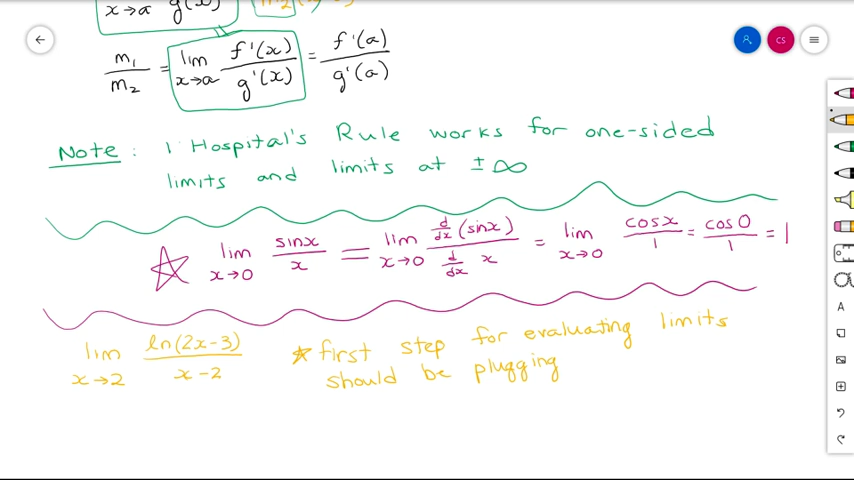 x→a g(x)
m₁/m₂ = lim x→a f'(x)/g'(x) = f'(a)/g'(a)
Note: l'Hospital's Rule works for one-sided
limits and limits at ±∞
☆ lim x→0 sinx/x = lim x→0 d/dx (sinx) / d/dx x = lim x→0 cosx/1 = cos0/1 = 1
lim x→2 ln(2x-3)/x-2
☆ first step for evaluating limits
should be plugging
CS
A